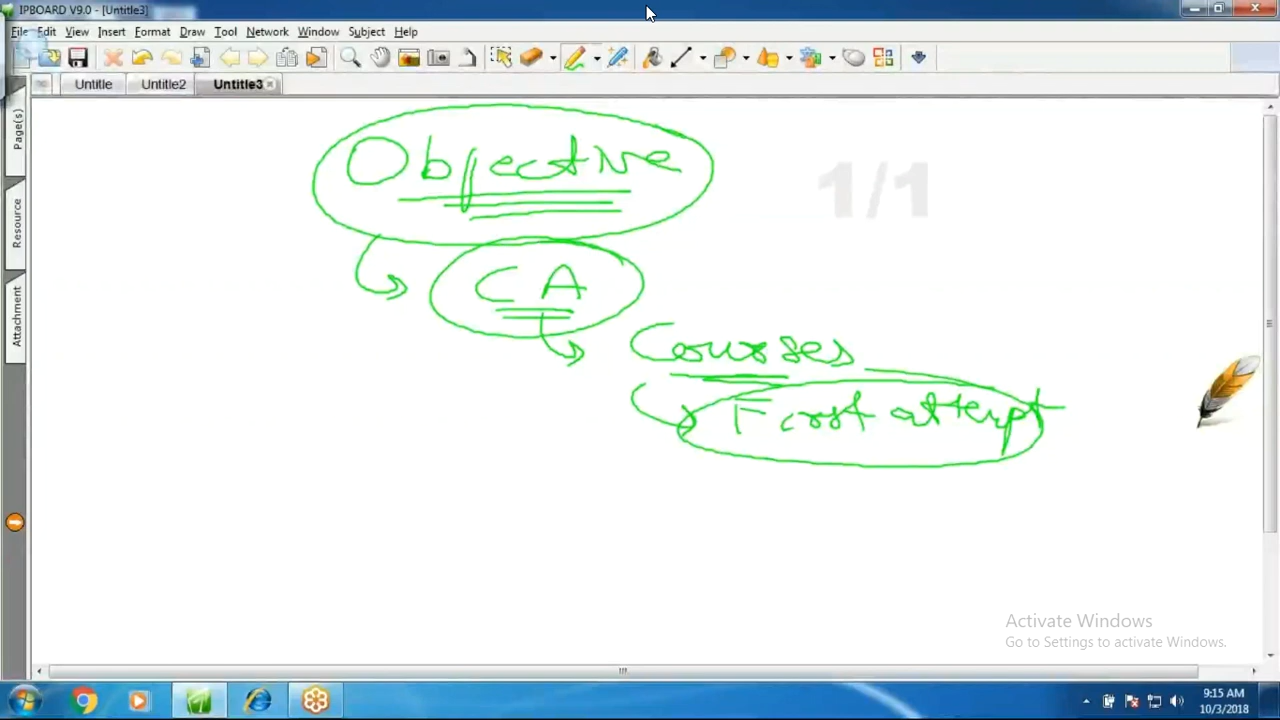 IPBOARD V9.0 - [Untitle3]
File Edit View Insert Format Draw Tool Network Window Subject Help
Untitle Untitle2 Untitle3
Page(s)
Resource
Attachment
1/1
Objective
CA
Courses
First attempt
Activate Windows
Go to Settings to activate Windows.
9:15 AM
10/3/2018